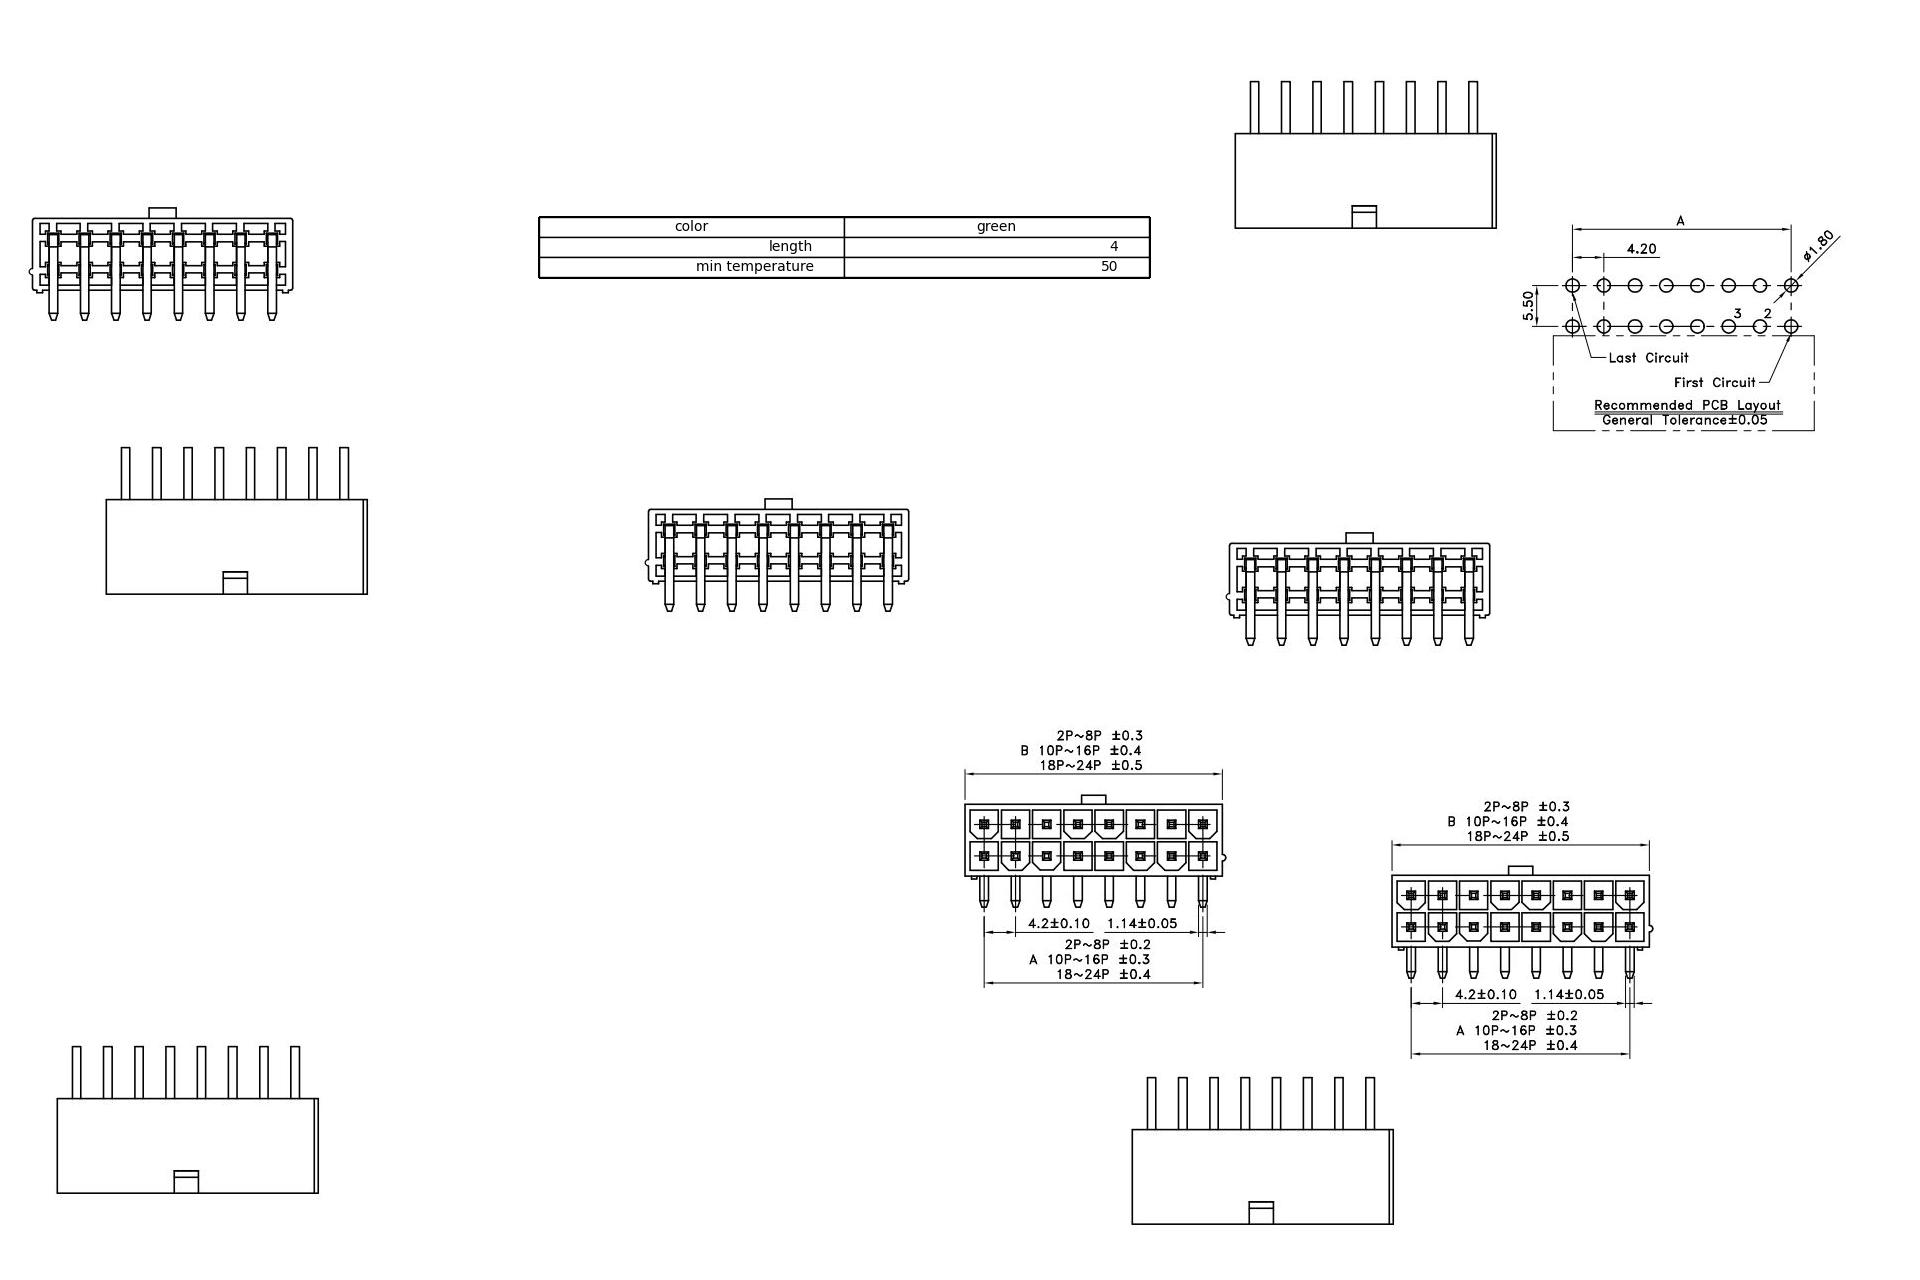 color green
length 4
min temperature 50
A
4.20
ø1.80
5.50
3 2
Last Circuit
First Circuit
Recommended PCB Layout
General Tolerance±0.05
2P~8P ±0.3
B 10P~16P ±0.4
18P~24P ±0.5
4.2±0.10 1.14±0.05
2P~8P ±0.2
A 10P~16P ±0.3
18~24P ±0.4
2P~8P ±0.3
B 10P~16P ±0.4
18P~24P ±0.5
4.2±0.10 1.14±0.05
2P~8P ±0.2
A 10P~16P ±0.3
18~24P ±0.4